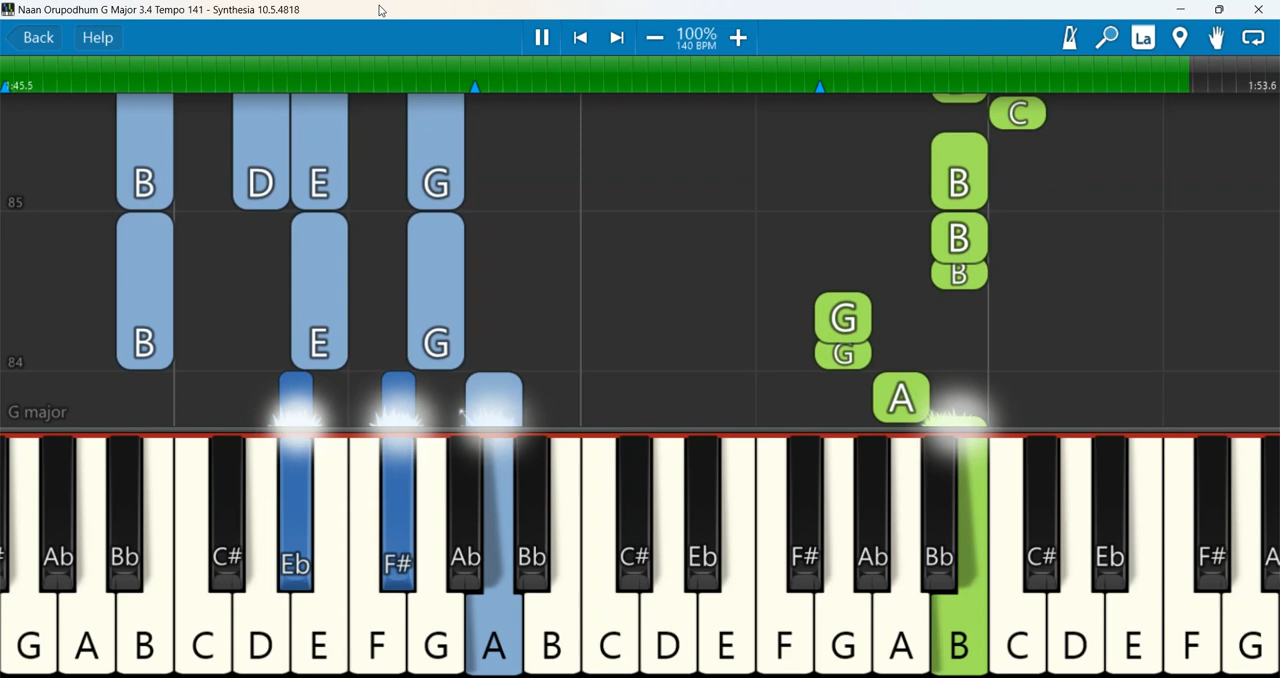 Naan Orupodhum G Major 3.4 Tempo 141 - Synthesia 10.5.4818
Back Help 100% La
140 BPM
1:45.5 1:53.6
C
B D E G B
85
B
B
G
B E G
G
84
A
G major
Ab Bb C# Eb F# Ab Bb C# Eb F# Ab Bb C# Eb F# A
G A B C D E F G A B C D E F G A B C D E F G